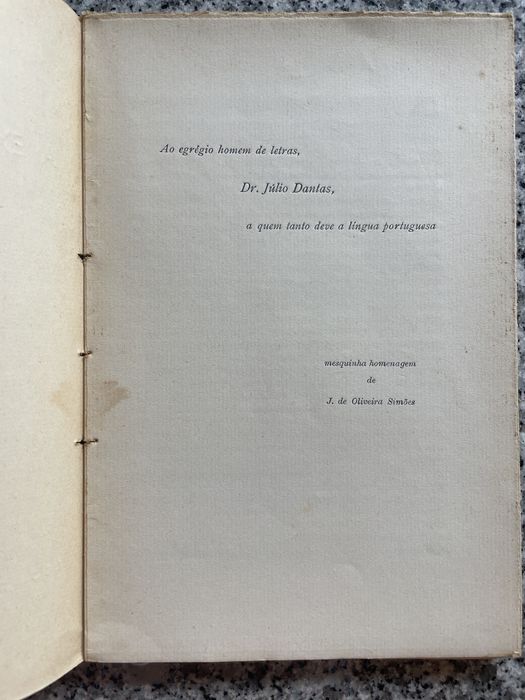 Ao egrégio homem de letras,
Dr. Júlio Dantas,
a quem tanto deve a língua portuguesa
mesquinha homenagem
de
J. de Oliveira Simões